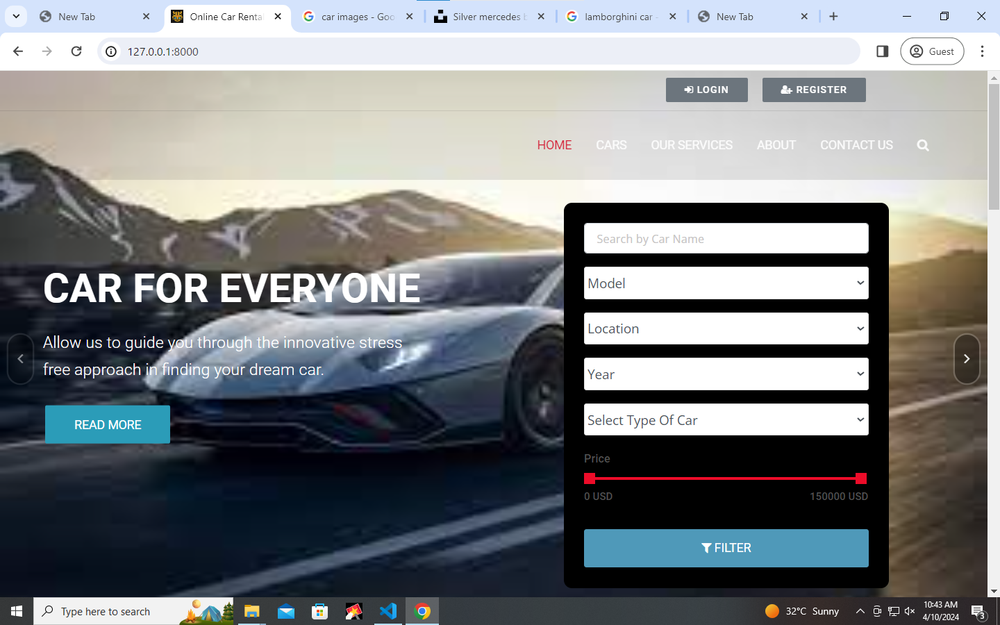 New Tab
Online Car Renta
car images - Goo
Silver mercedes b
lamborghini car -
New Tab
127.0.0.1:8000
Guest
LOGIN
REGISTER
HOME
CARS
OUR SERVICES
ABOUT
CONTACT US
CAR FOR EVERYONE
Allow us to guide you through the innovative stress
free approach in finding your dream car.
READ MORE
Search by Car Name
Model
Location
Year
Select Type Of Car
Price
0 USD
150000 USD
FILTER
Type here to search
32°C Sunny
10:43 AM
4/10/2024
3